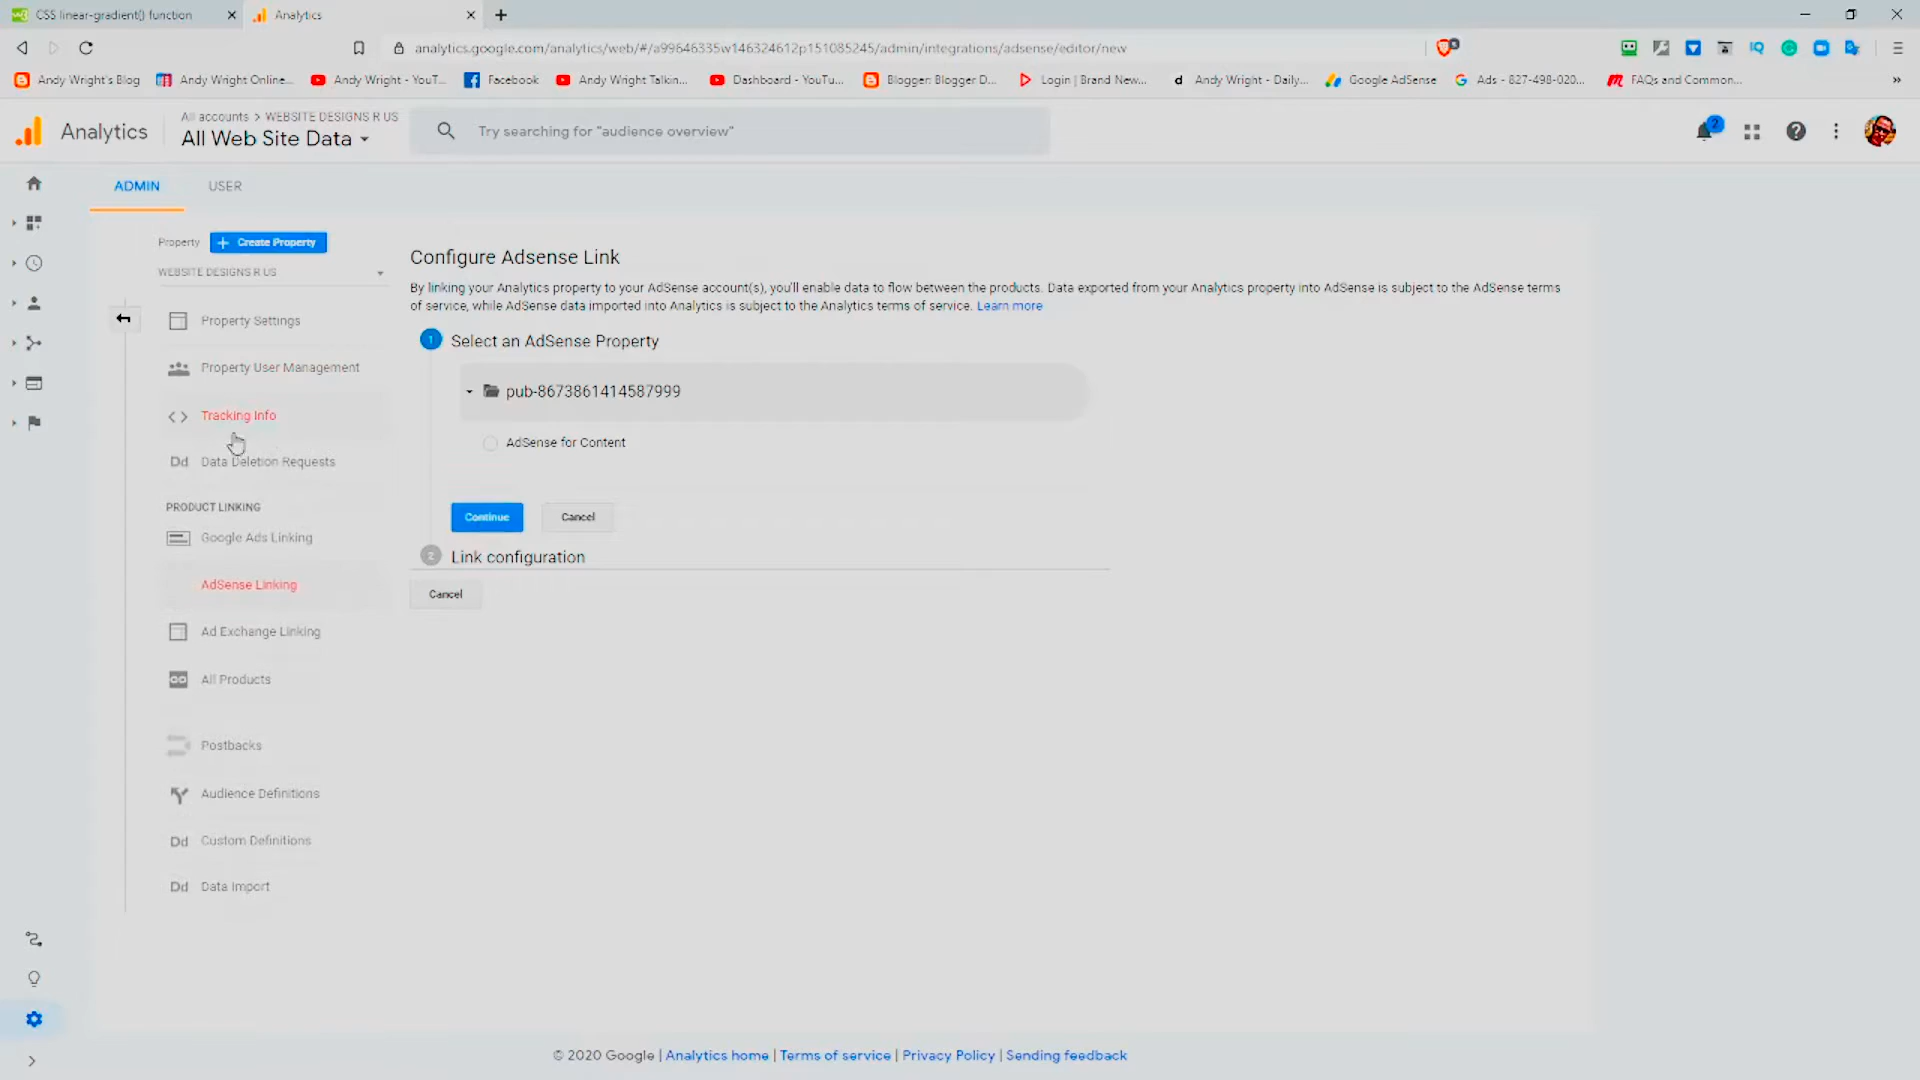 CSS linear-gradient() function
Analytics
analytics.google.com/analytics/web/#/a99646335w146324612p151085245/admin/integrations/adsense/editor/new
Andy Wright's Blog
Andy Wright Online...
Andy Wright - YouT...
Facebook
Andy Wright Talkin...
Dashboard - YouTu...
Blogger: Blogger D...
Login | Brand New...
d
Andy Wright - Daily...
Google AdSense
Ads - 827-498-020...
FAQs and Common...
»
Analytics
All accounts > WEBSITE DESIGNS R US
All Web Site Data
Try searching for "audience overview"
2
ADMIN
USER
Property
+ Create Property
WEBSITE DESIGNS R US
Property Settings
Property User Management
Tracking Info
Dd Data Deletion Requests
PRODUCT LINKING
Google Ads Linking
AdSense Linking
Ad Exchange Linking
All Products
Postbacks
Audience Definitions
Dd Custom Definitions
Dd Data Import
Configure Adsense Link
By linking your Analytics property to your AdSense account(s), you'll enable data to flow between the products. Data exported from your Analytics property into AdSense is subject to the AdSense terms
of service, while AdSense data imported into Analytics is subject to the Analytics terms of service. Learn more
1 Select an AdSense Property
pub-8673861414587999
AdSense for Content
Continue
Cancel
2 Link configuration
Cancel
© 2020 Google | Analytics home | Terms of service | Privacy Policy | Sending feedback